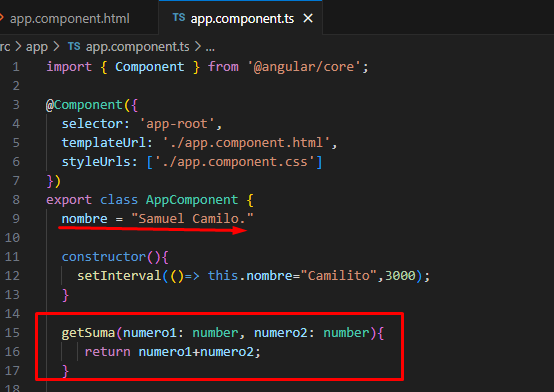 app.component.html
TS app.component.ts ×
rc > app > TS app.component.ts > ...
1 import { Component } from '@angular/core';
2
3 @Component({
4 selector: 'app-root',
5 templateUrl: './app.component.html',
6 styleUrls: ['./app.component.css']
7 })
8 export class AppComponent {
9 nombre = "Samuel Camilo."
10
11 constructor(){
12 setInterval(()=> this.nombre="Camilito",3000);
13 }
14
15 getSuma(numero1: number, numero2: number){
16 return numero1+numero2;
17 }
18